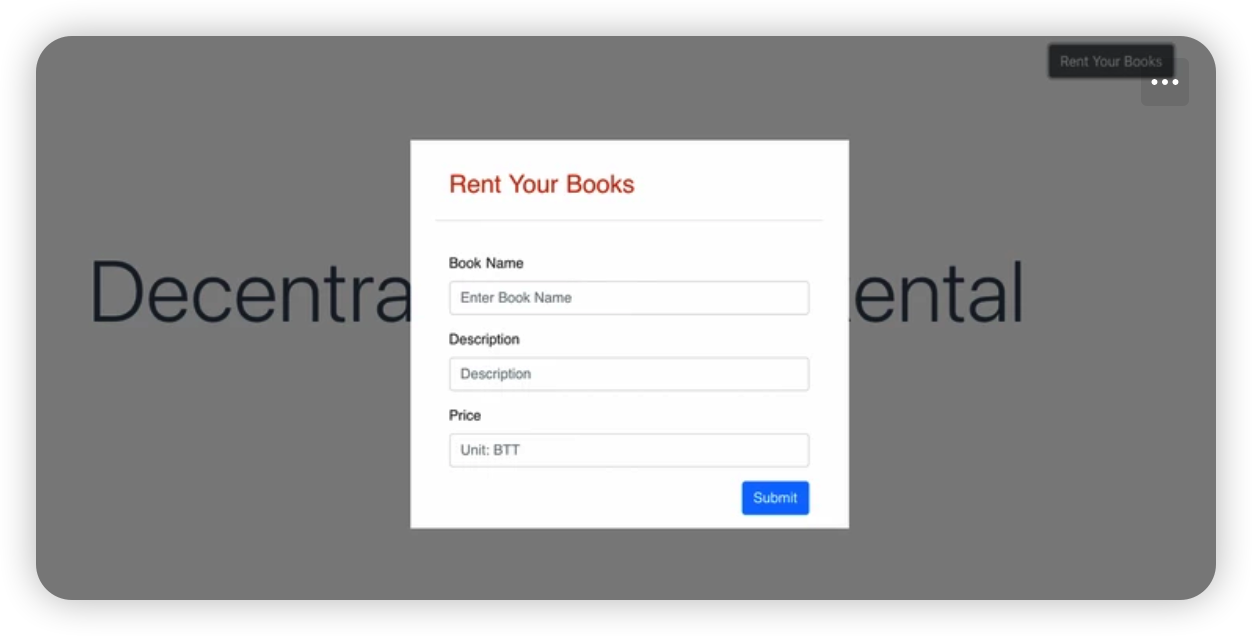 Rent Your Books
Rent Your Books
Decentra
ental
Book Name
Enter Book Name
Description
Description
Price
Unit: BTT
Submit